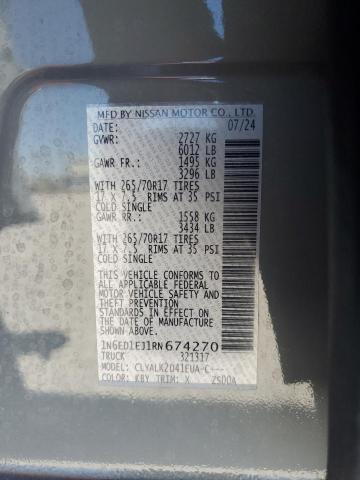 MFD BY NISSAN MOTOR CO., LTD.
DATE: 07/24
GVWR: 2727 KG
6012 LB
GAWR FR.: 1495 KG
3296 LB
WITH 265/70R17 TIRES
17 X 7.5 RIMS AT 35 PSI
COLD SINGLE
GAWR RR.: 1558 KG
3434 LB
WITH 265/70R17 TIRES
17 X 7.5 RIMS AT 35 PSI
COLD SINGLE
THIS VEHICLE CONFORMS TO
ALL APPLICABLE FEDERAL
MOTOR VEHICLE SAFETY
AND THEFT PREVENTION
STANDARDS IN EFFECT ON
THE DATE OF MANUFACTURE
SHOWN ABOVE.
1N6ED1EJ1RN674270
TRUCK 321317
MODEL: CLYALK2D41EUA-C---
COLOR: KBY TRIM: X ZSD0A